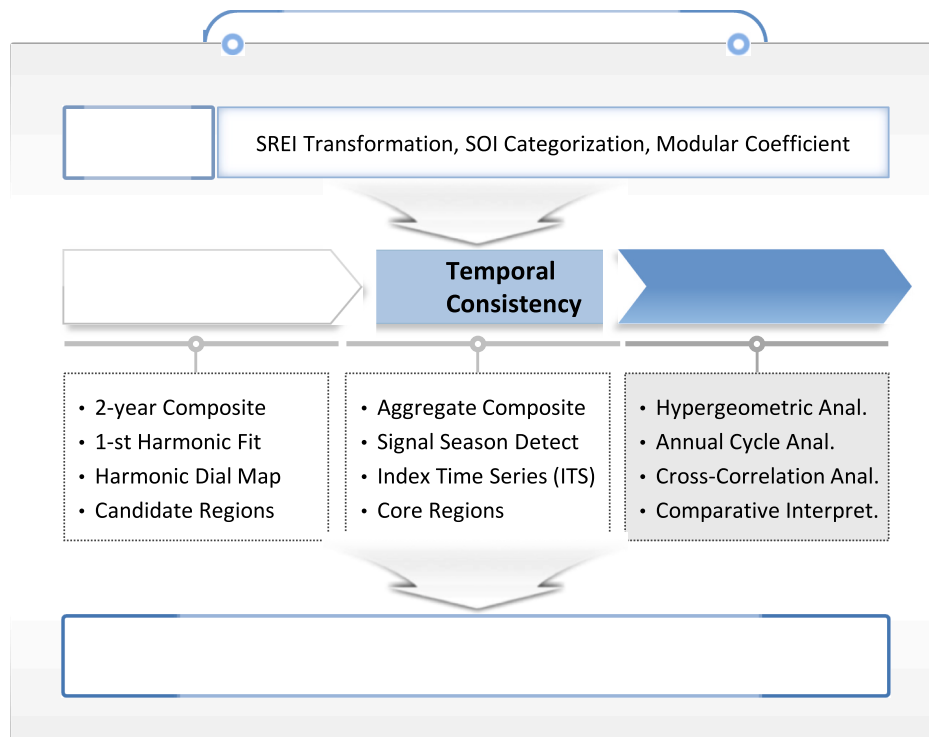 SREI Transformation, SOI Categorization, Modular Coefficient
Temporal
Consistency
• 2-year Composite
• 1-st Harmonic Fit
• Harmonic Dial Map
• Candidate Regions
• Aggregate Composite
• Signal Season Detect
• Index Time Series (ITS)
• Core Regions
• Hypergeometric Anal.
• Annual Cycle Anal.
• Cross-Correlation Anal.
• Comparative Interpret.